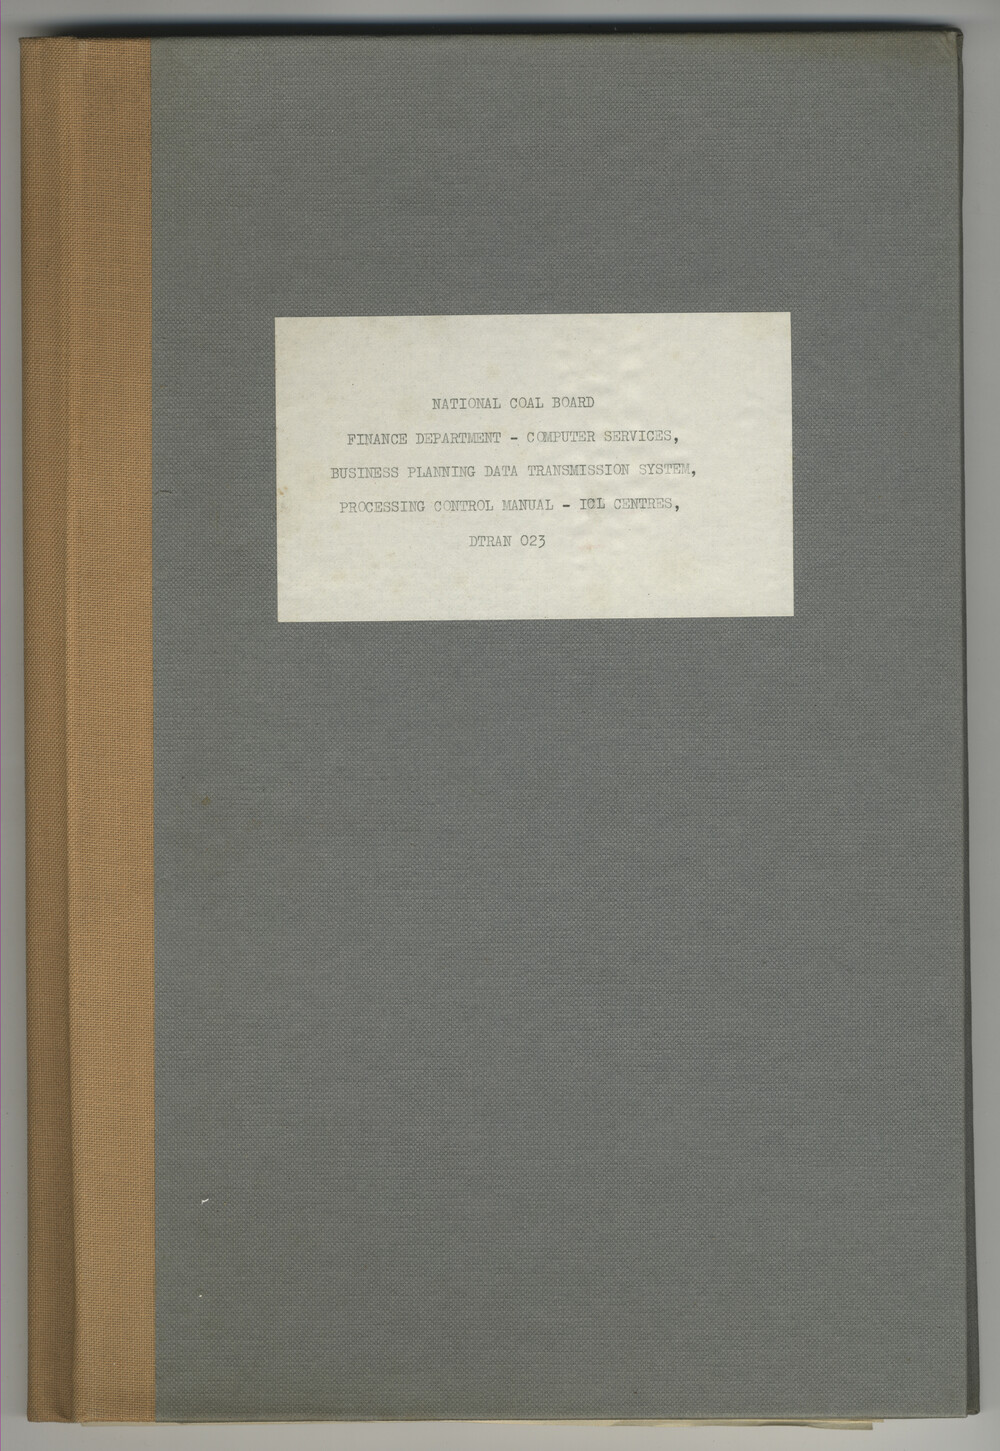 NATIONAL COAL BOARD
FINANCE DEPARTMENT - COMPUTER SERVICES,
BUSINESS PLANNING DATA TRANSMISSION SYSTEM,
PROCESSING CONTROL MANUAL - ICL CENTRES,
DTRAN 023